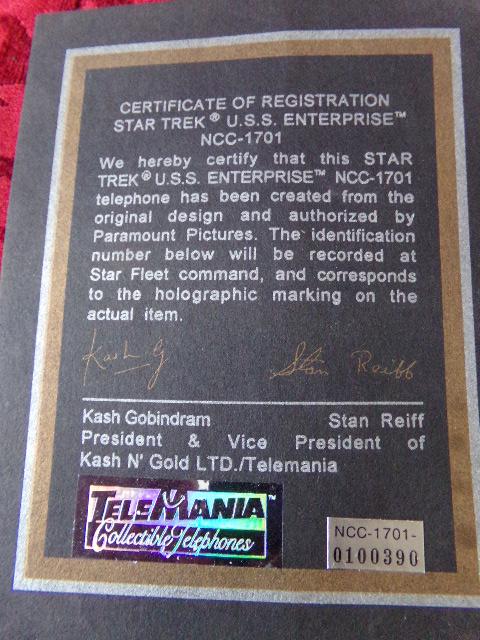 CERTIFICATE OF REGISTRATION
STAR TREK® U.S.S. ENTERPRISE™
NCC-1701
We hereby certify that this STAR
TREK® U.S.S. ENTERPRISE™ NCC-1701
telephone has been created from the
original design and authorized by
Paramount Pictures. The identification
number below will be recorded at
Star Fleet command, and corresponds
to the holographic marking on the
actual item.
Kash G
Stan Reiff
Kash Gobindram Stan Reiff
President & Vice President of
Kash N' Gold LTD./Telemania
TELEMANIA™
Collectible Telephones
NCC-1701-
0100390